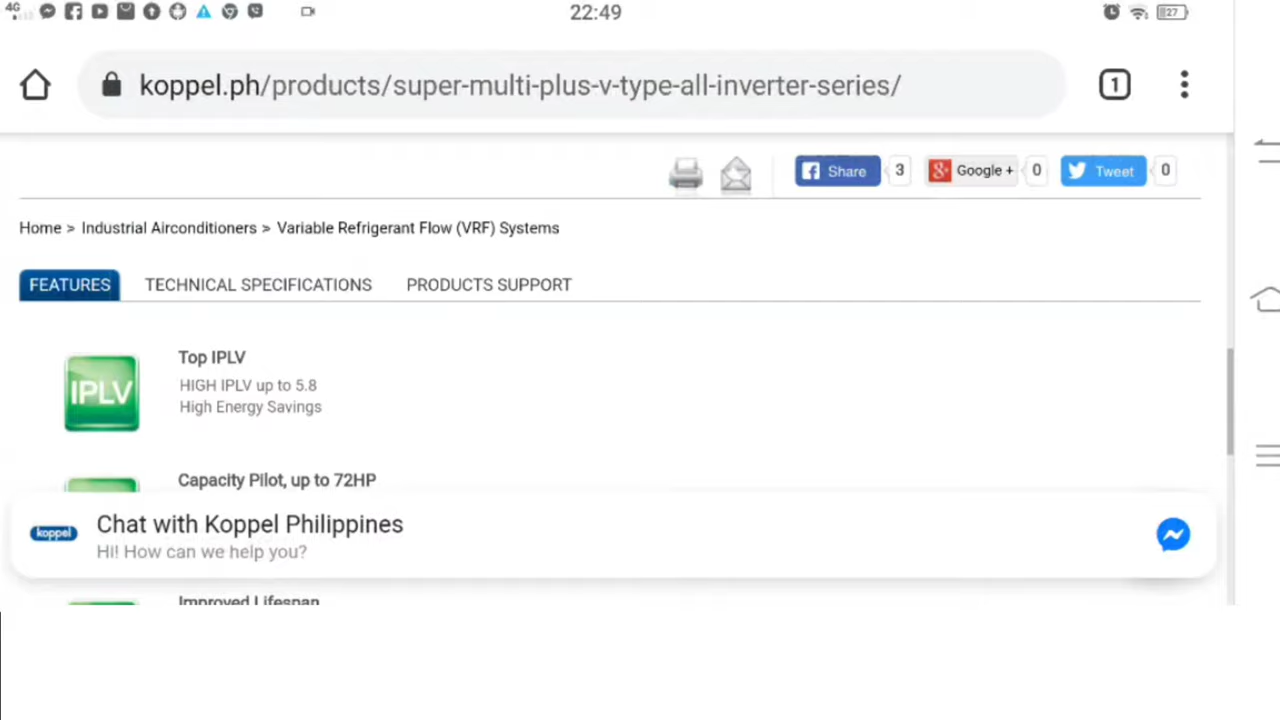 4G
22:49
27
koppel.ph/products/super-multi-plus-v-type-all-inverter-series/
1
Share
3
Google +
0
Tweet
0
Home > Industrial Airconditioners > Variable Refrigerant Flow (VRF) Systems
FEATURES
TECHNICAL SPECIFICATIONS
PRODUCTS SUPPORT
IPLV
Top IPLV
HIGH IPLV up to 5.8
High Energy Savings
Capacity Pilot, up to 72HP
koppel
Chat with Koppel Philippines
Hi! How can we help you?
Improved Lifespan